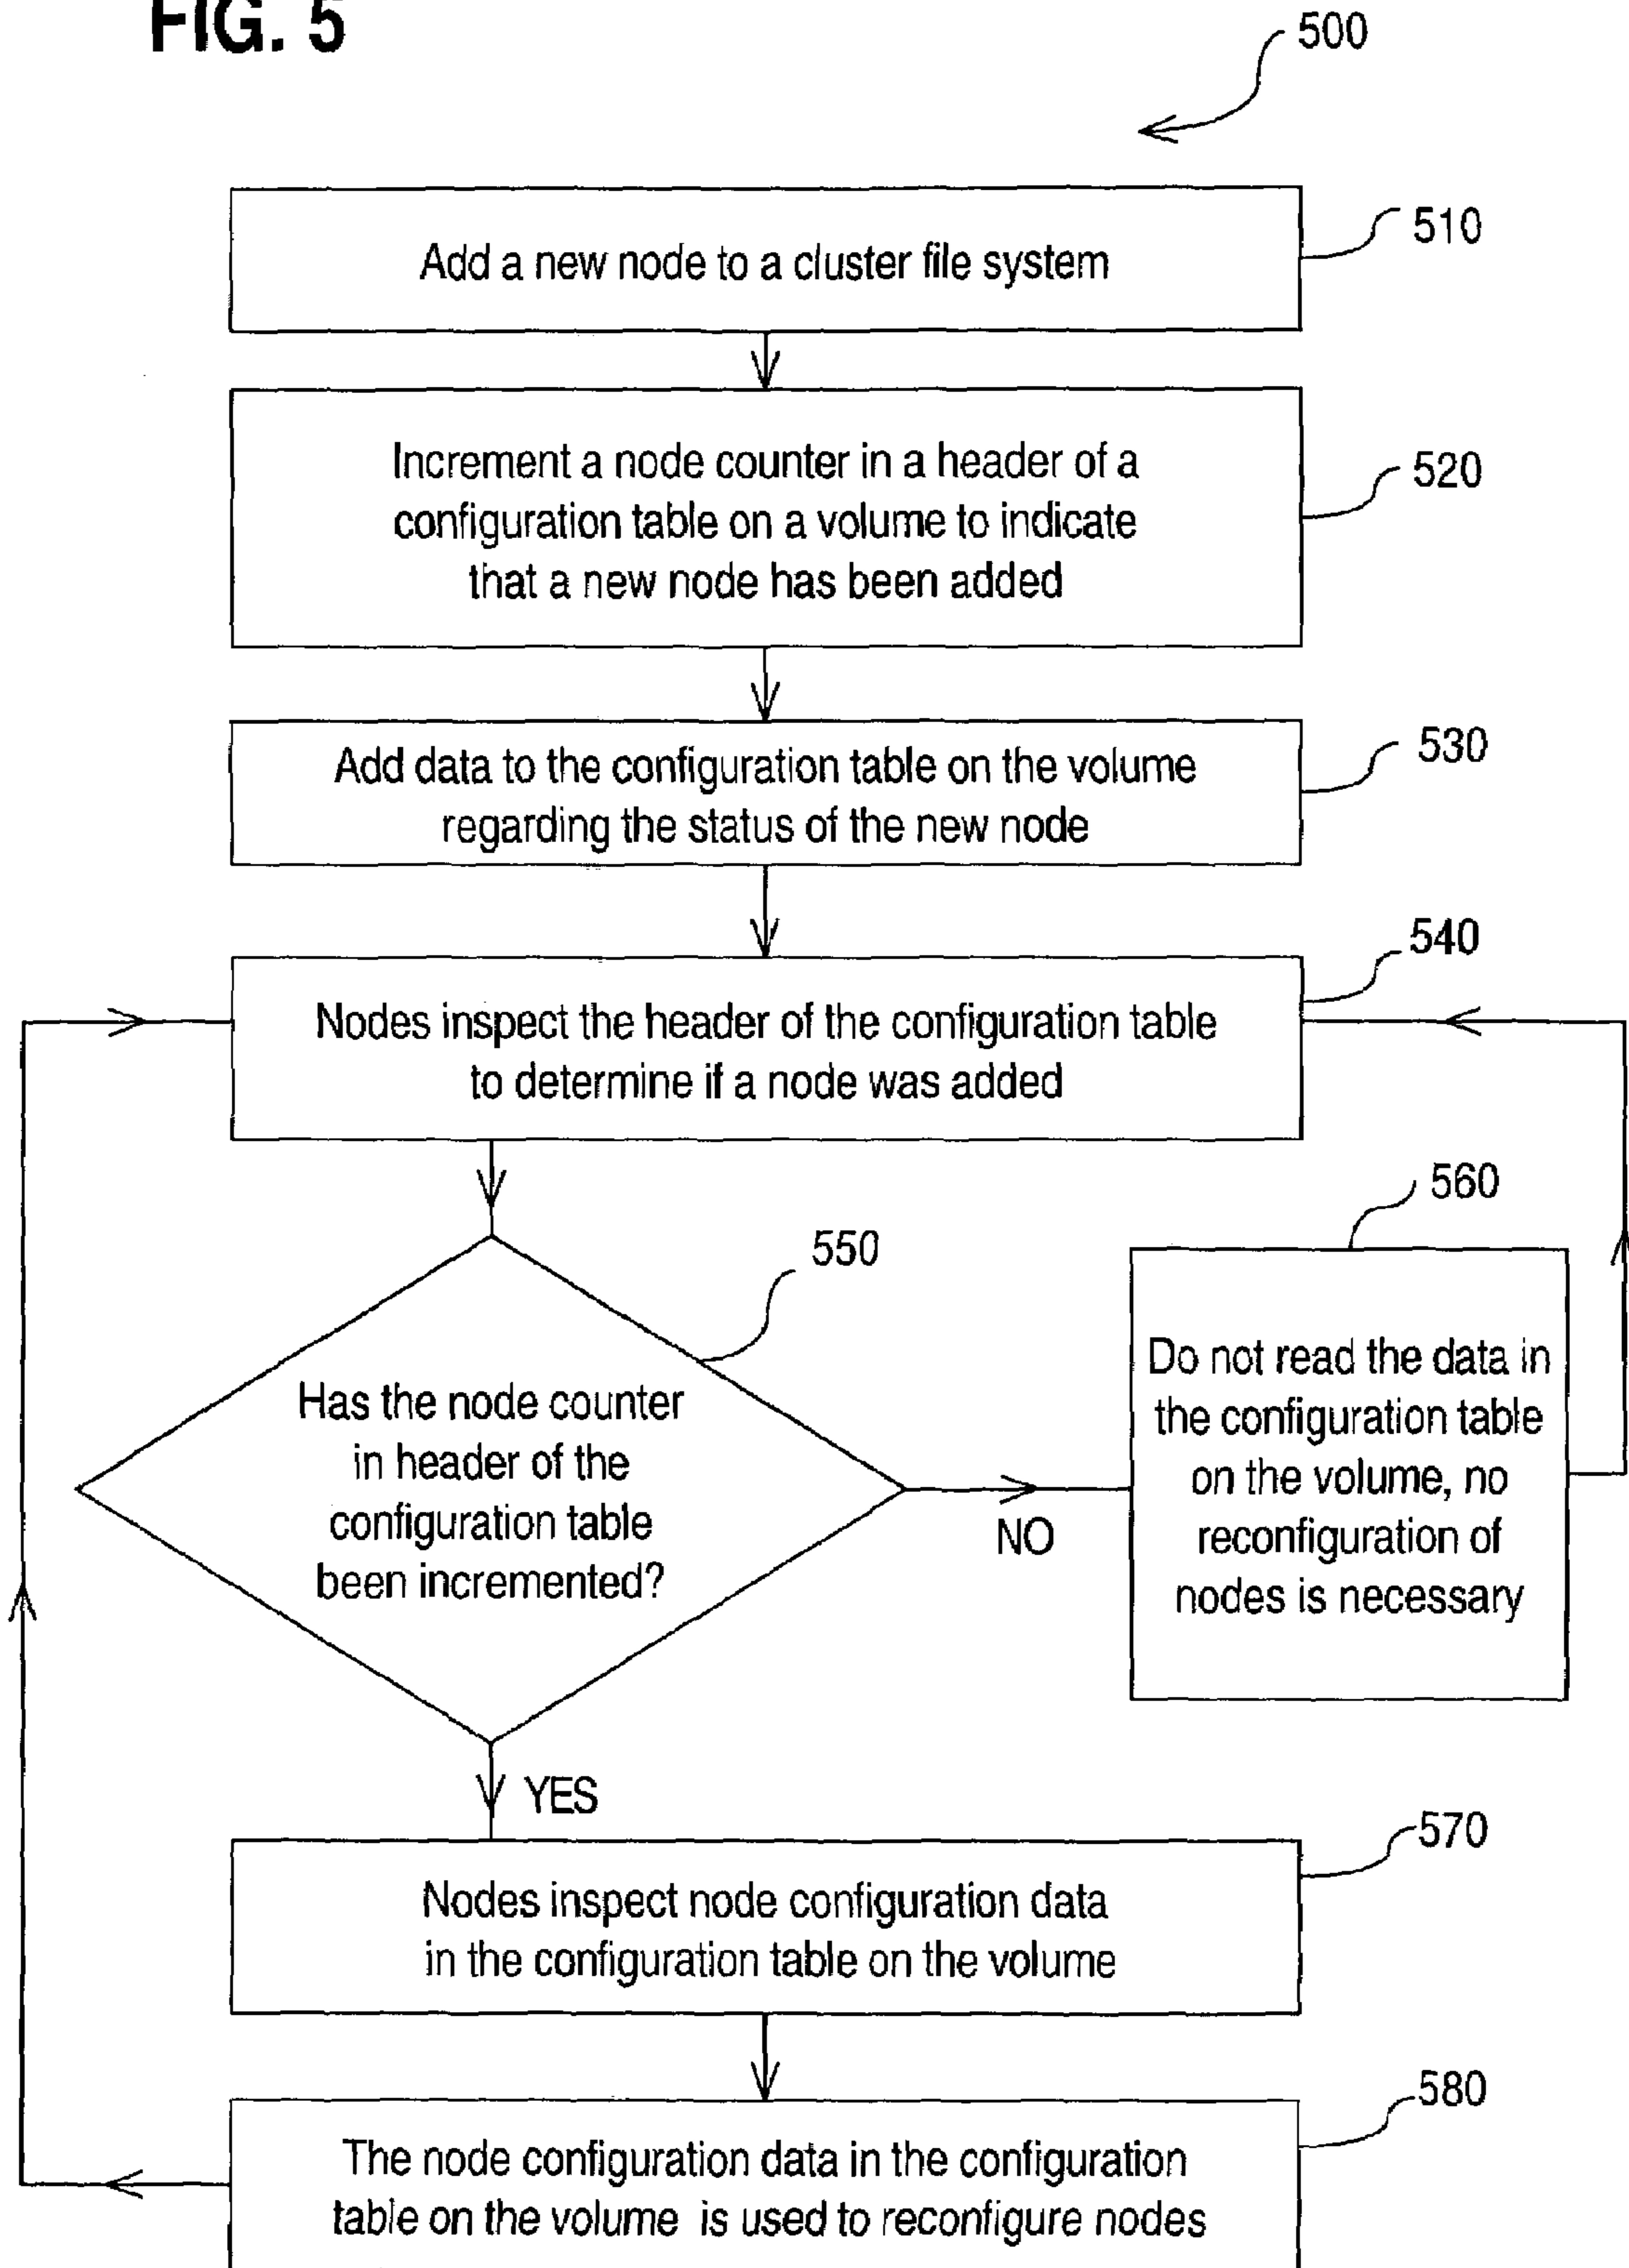 FIG. 5
500
Add a new node to a cluster file system
510
Increment a node counter in a header of a
configuration table on a volume to indicate
that a new node has been added
520
Add data to the configuration table on the volume
regarding the status of the new node
530
Nodes inspect the header of the configuration table
to determine if a node was added
540
Has the node counter
in header of the
configuration table
been incremented?
550
NO
Do not read the data in
the configuration table
on the volume, no
reconfiguration of
nodes is necessary
560
YES
Nodes inspect node configuration data
in the configuration table on the volume
570
The node configuration data in the configuration
table on the volume is used to reconfigure nodes
580